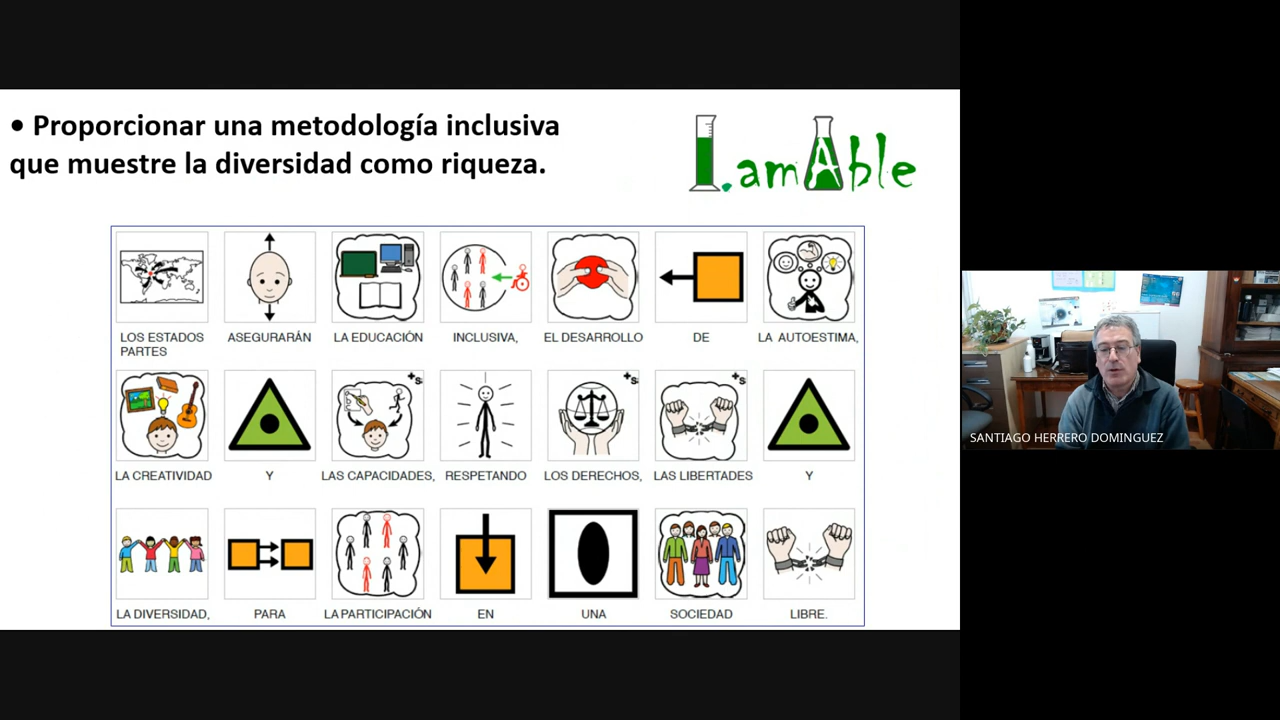 • Proporcionar una metodología inclusiva
que muestre la diversidad como riqueza.
I.amAble
LOS ESTADOS PARTES
ASEGURARÁN
LA EDUCACIÓN
INCLUSIVA,
EL DESARROLLO
DE
LA AUTOESTIMA,
LA CREATIVIDAD
Y
LAS CAPACIDADES,
RESPETANDO
LOS DERECHOS,
LAS LIBERTADES
Y
LA DIVERSIDAD,
PARA
LA PARTICIPACIÓN
EN
UNA
SOCIEDAD
LIBRE.
SANTIAGO HERRERO DOMINGUEZ